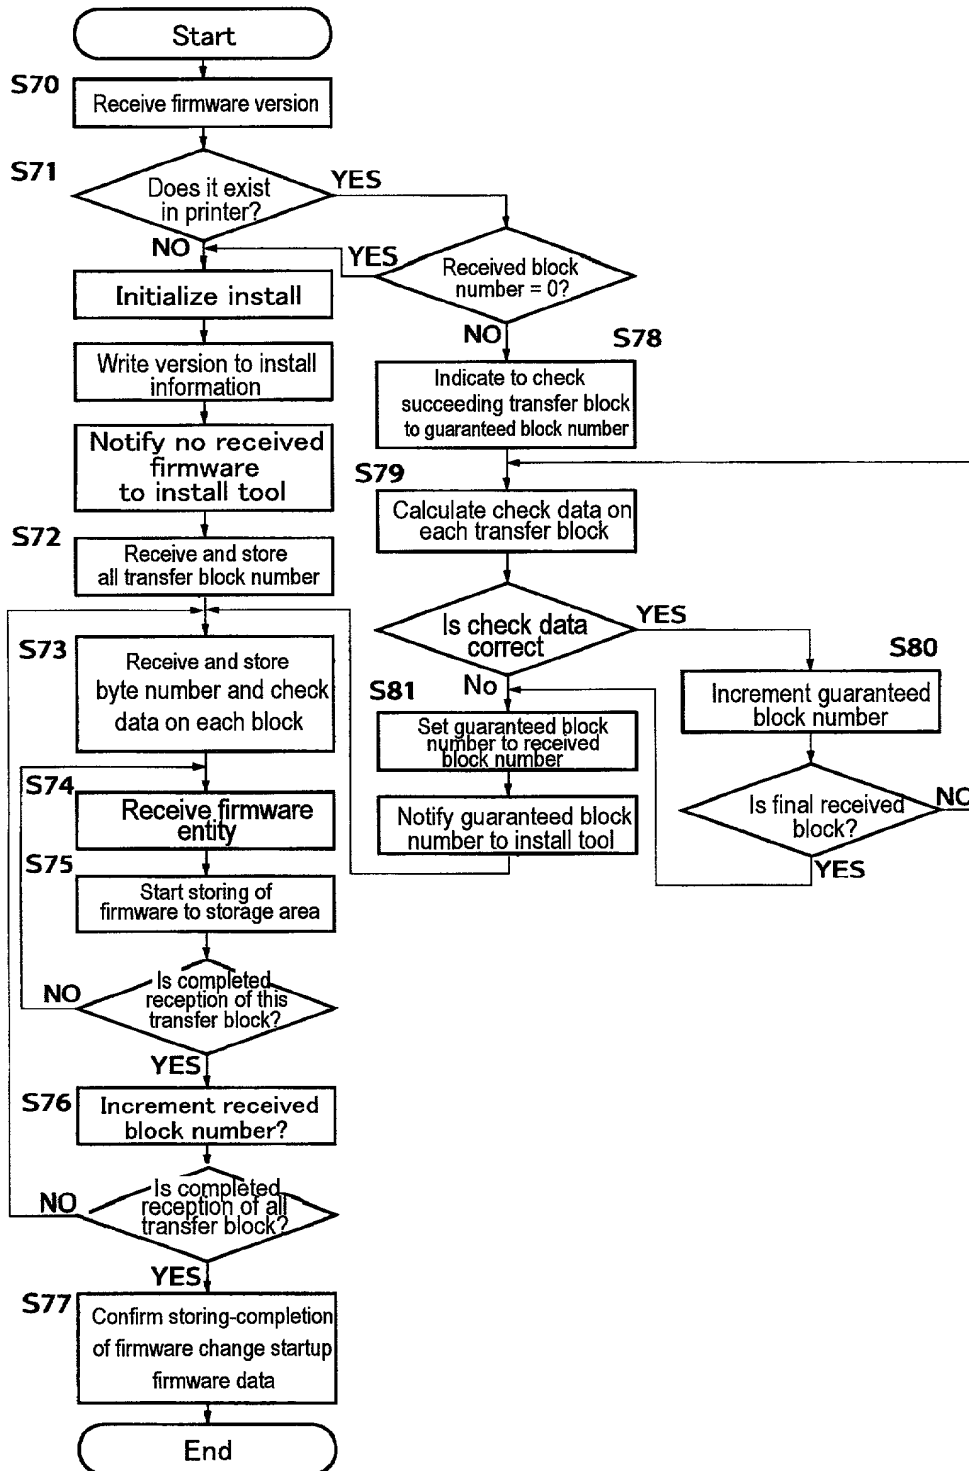 Start
S70
Receive firmware version
S71
Does it exist
in printer?
YES
NO
YES
Received block
number = 0?
Initialize install
NO
S78
Write version to install
information
Indicate to check
succeeding transfer block
to guaranteed block number
Notify no received
firmware
to install tool
S79
Calculate check data on
each transfer block
S72
Receive and store
all transfer block number
Is check data
correct
YES
S73
Receive and store
byte number and check
data on each block
S80
Increment guaranteed
block number
No
S81
Set guaranteed block
number to received
block number
S74
Receive firmware
entity
Notify guaranteed block
number to install tool
Is final received
block?
NO
YES
S75
Start storing of
firmware to storage area
Is completed
reception of this
transfer block?
NO
YES
S76
Increment received
block number?
Is completed
reception of all
transfer block?
NO
YES
S77
Confirm storing-completion
of firmware change startup
firmware data
End